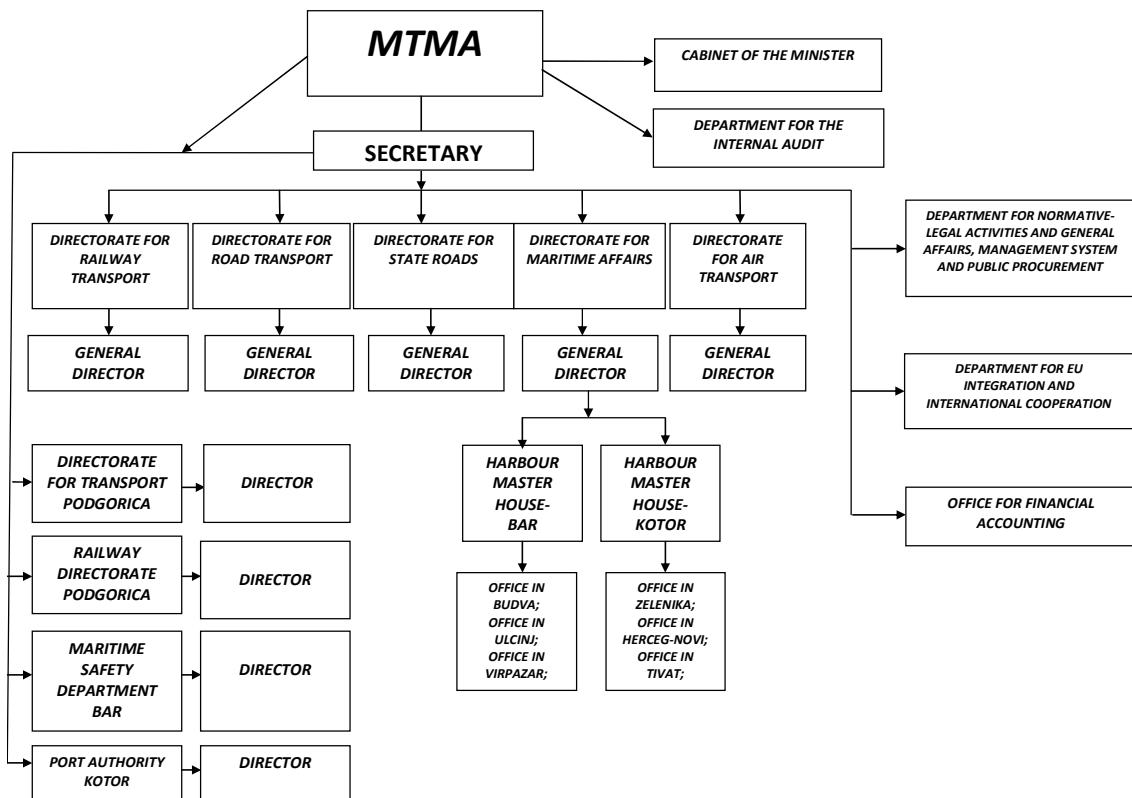 MTMA
CABINET OF THE MINISTER
DEPARTMENT FOR THE
INTERNAL AUDIT
SECRETARY
DIRECTORATE FOR
RAILWAY
TRANSPORT
DIRECTORATE FOR
ROAD TRANSPORT
DIRECTORATE FOR
STATE ROADS
DIRECTORATE FOR
MARITIME AFFAIRS
DIRECTORATE
FOR AIR
TRANSPORT
DEPARTMENT FOR NORMATIVE-
LEGAL ACTIVITIES AND GENERAL
AFFAIRS, MANAGEMENT SYSTEM
AND PUBLIC PROCUREMENT
GENERAL
DIRECTOR
GENERAL
DIRECTOR
GENERAL
DIRECTOR
GENERAL
DIRECTOR
GENERAL
DIRECTOR
DEPARTMENT FOR EU
INTEGRATION AND
INTERNATIONAL COOPERATION
DIRECTORATE
FOR TRANSPORT
PODGORICA
DIRECTOR
HARBOUR
MASTER
HOUSE-
BAR
HARBOUR
MASTER
HOUSE-
KOTOR
OFFICE FOR FINANCIAL
ACCOUNTING
RAILWAY
DIRECTORATE
PODGORICA
DIRECTOR
OFFICE IN
BUDVA;
OFFICE IN
ULCINJ;
OFFICE IN
VIRPAZAR;
OFFICE IN
ZELENIKA;
OFFICE IN
HERCEG-NOVI;
OFFICE IN
TIVAT;
MARITIME
SAFETY
DEPARTMENT
BAR
DIRECTOR
PORT AUTHORITY
KOTOR
DIRECTOR